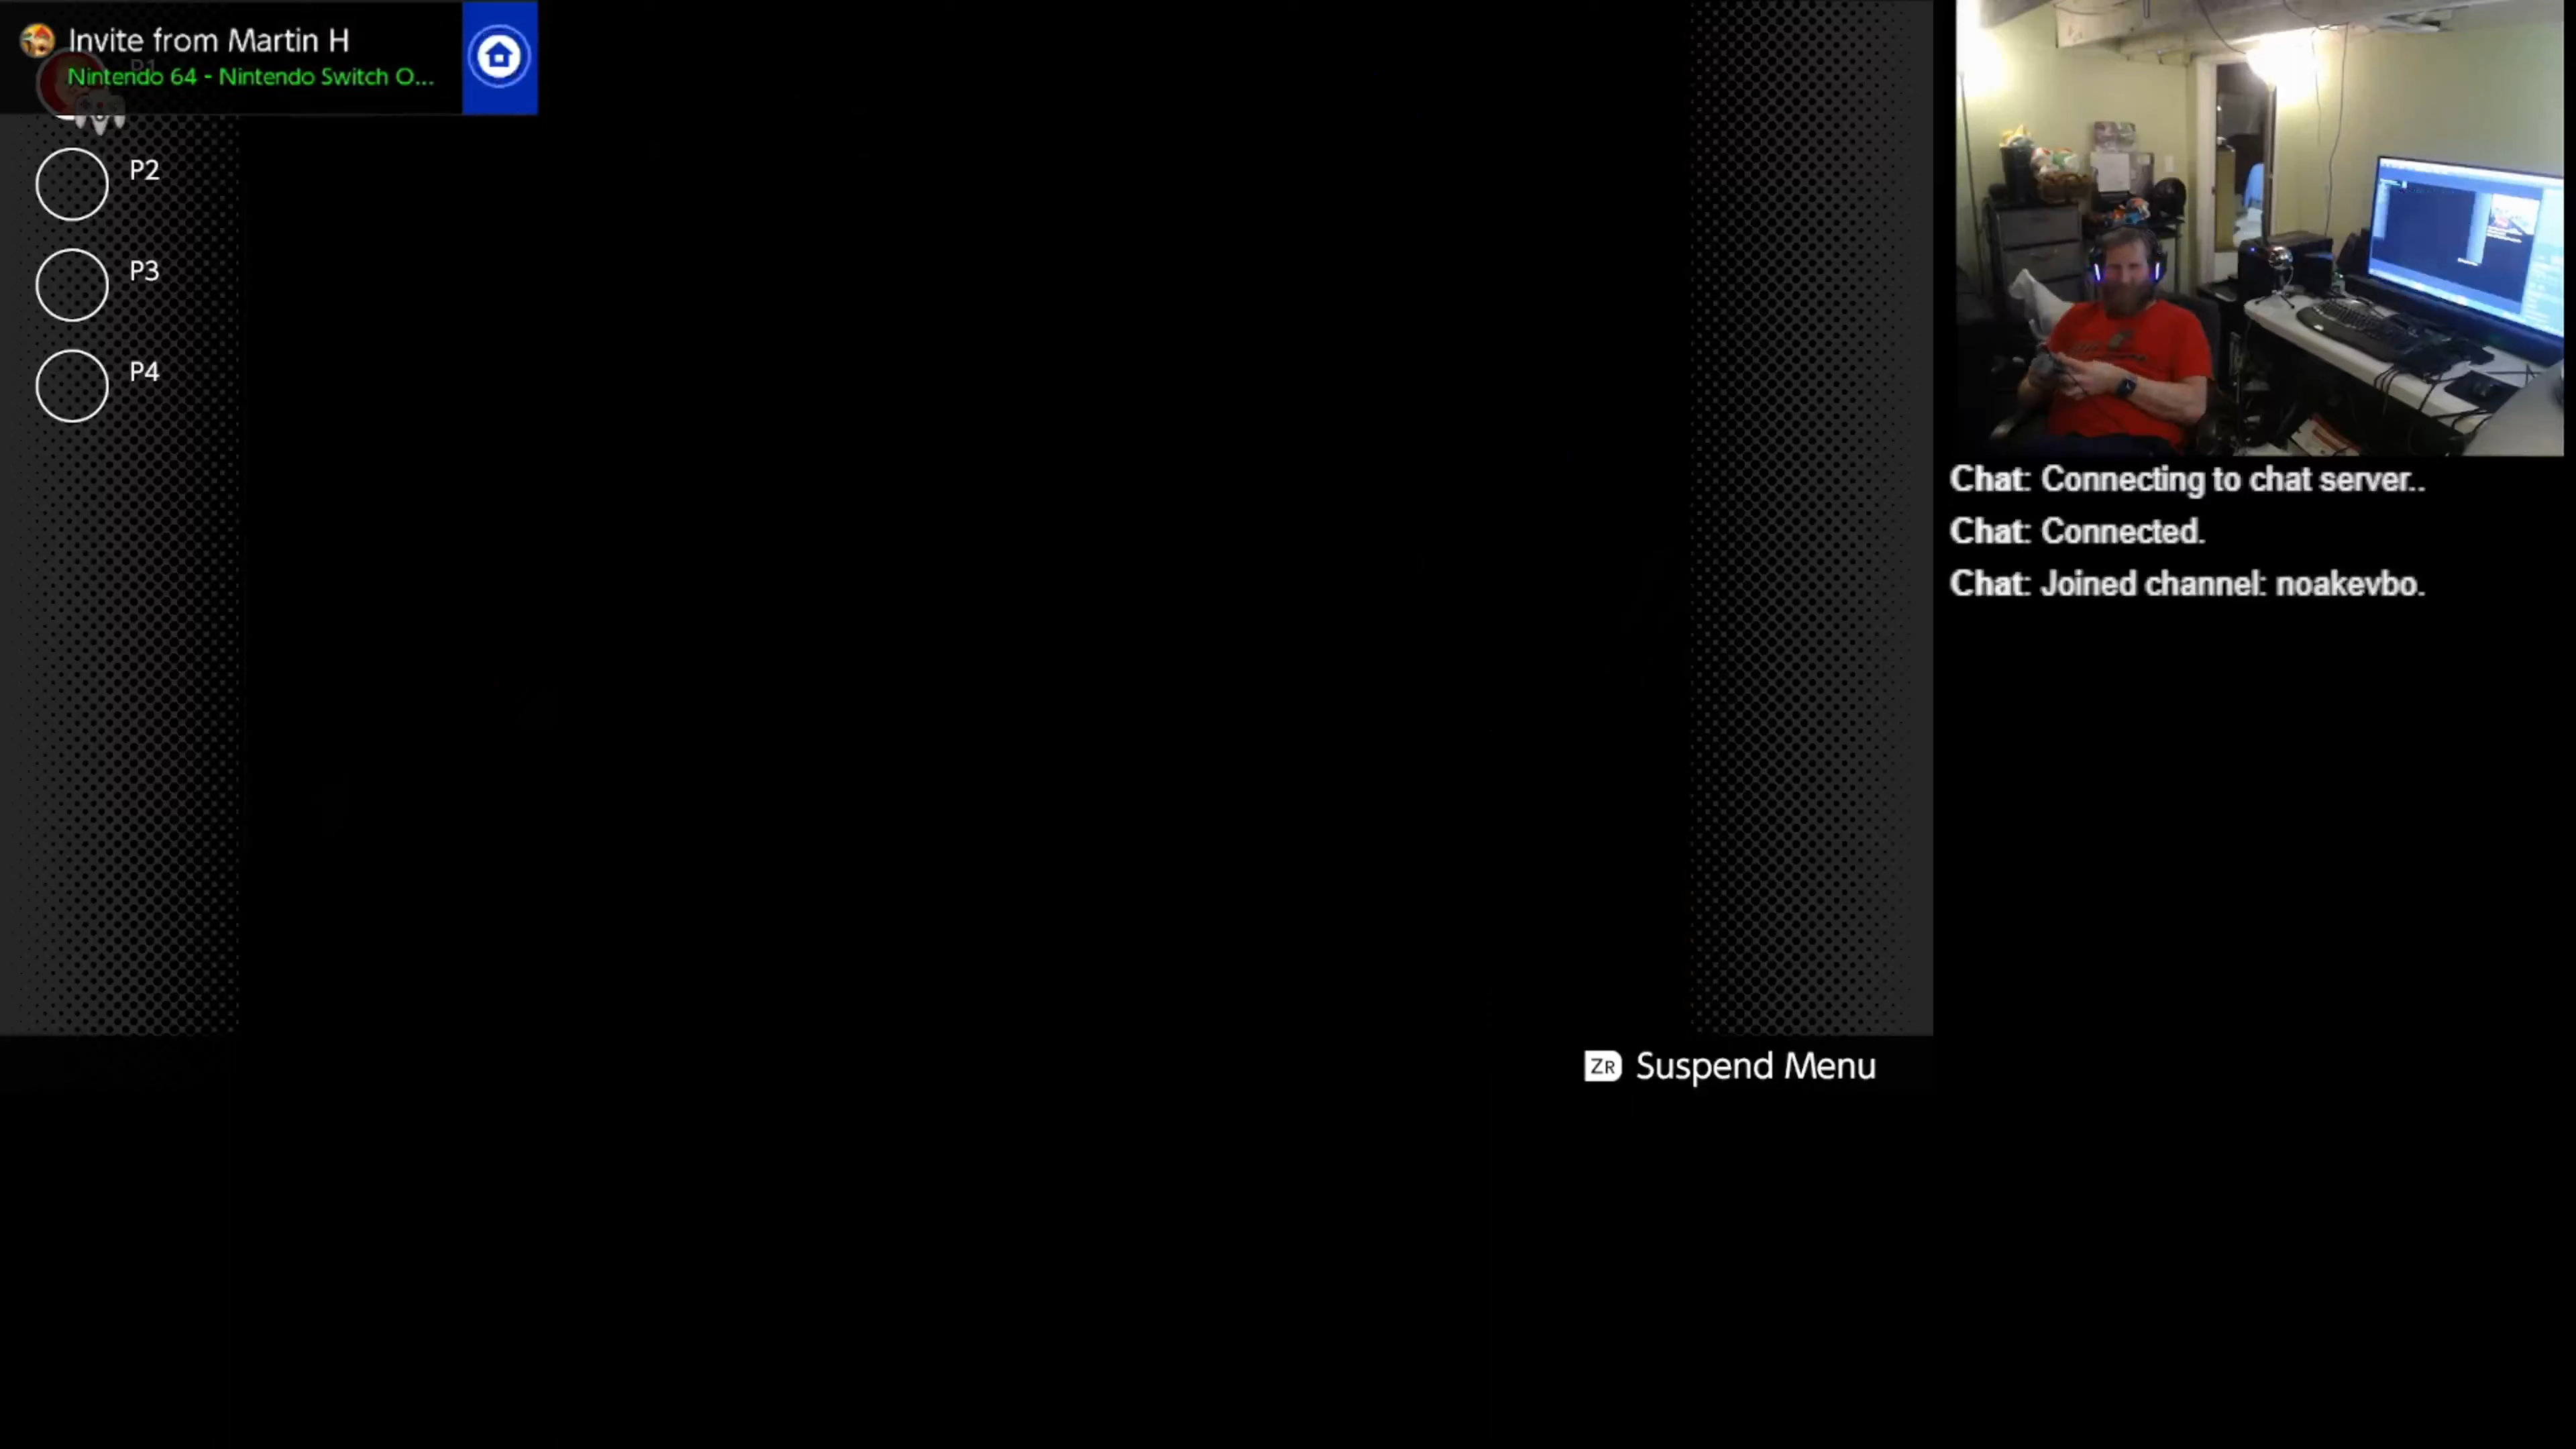 Invite from Martin H
Nintendo 64 - Nintendo Switch O...
P1
P2
P3
P4
Chat: Connecting to chat server..
Chat: Connected.
Chat: Joined channel: noakevbo.
ZR Suspend Menu